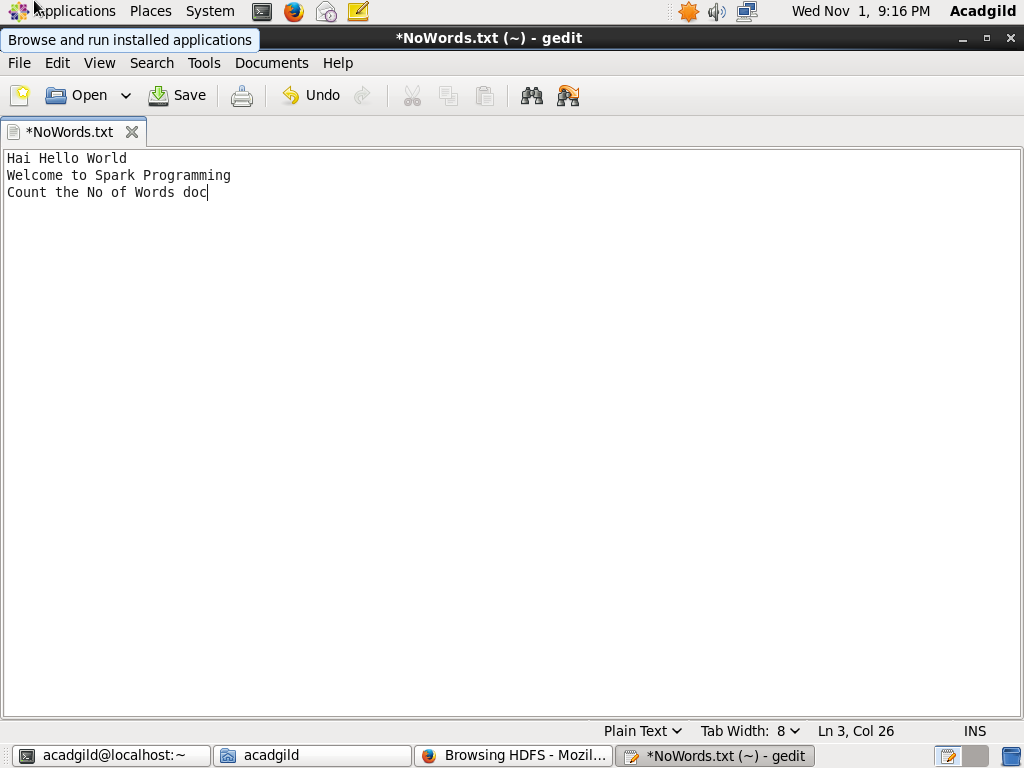 Applications Places System Wed Nov 1, 9:16 PM Acadgild
Browse and run installed applications
*NoWords.txt (~) - gedit
File Edit View Search Tools Documents Help
Open Save Undo
*NoWords.txt
Hai Hello World
Welcome to Spark Programming
Count the No of Words doc
Plain Text Tab Width: 8 Ln 3, Col 26 INS
acadgild@localhost:~ acadgild Browsing HDFS - Mozil... *NoWords.txt (~) - gedit